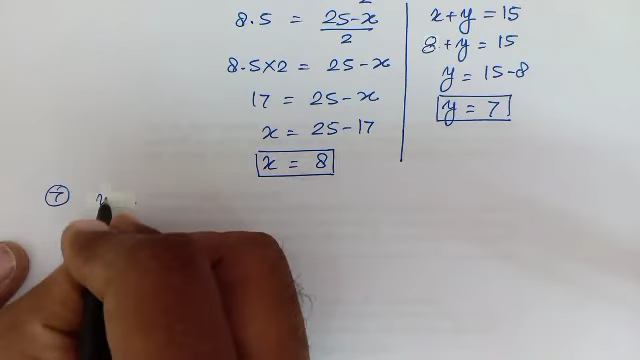 8.5 = 25-x / 2
8.5×2 = 25-x
17 = 25-x
x = 25-17
x = 8
x+y = 15
8+y = 15
y = 15-8
y = 7
7